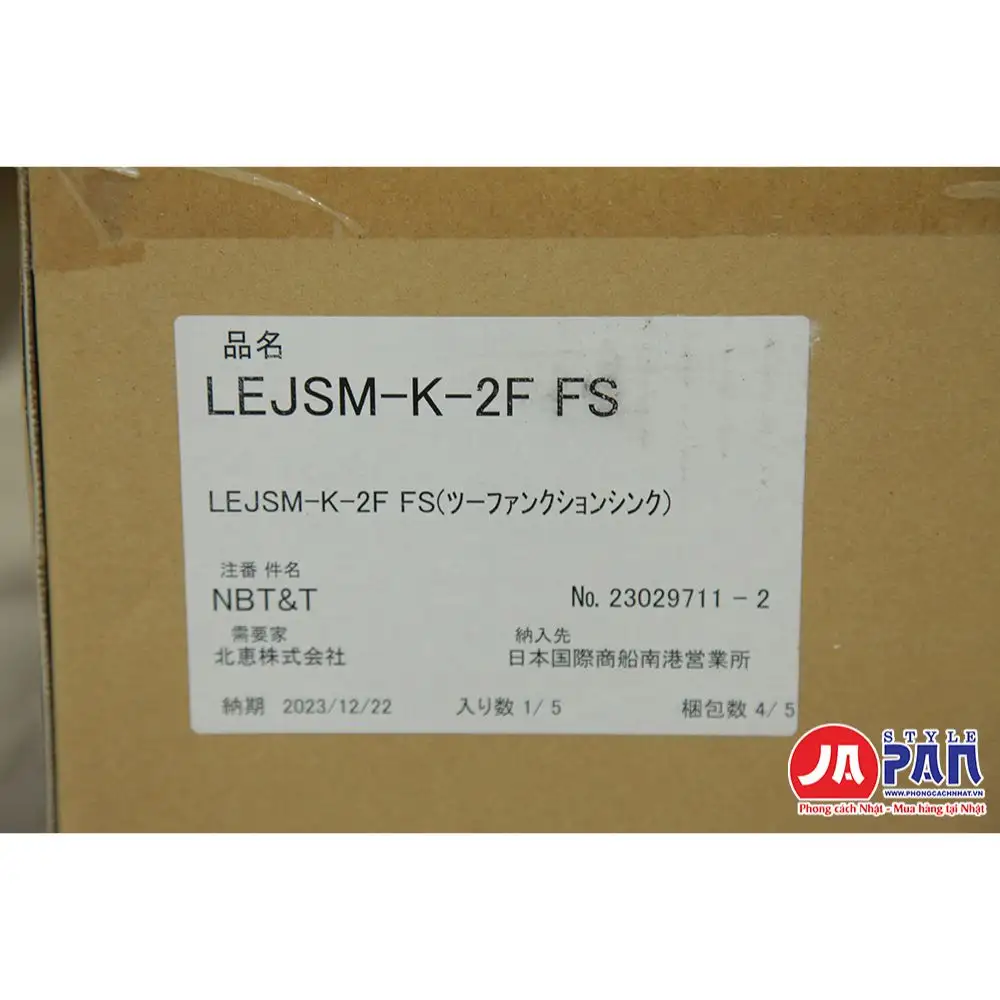 品名
LEJSM-K-2F FS
LEJSM-K-2F FS(ツーファンクションシンク)
注番 件名
NBT&T
No. 23029711 - 2
需要家
納入先
北恵株式会社
日本国際商船南港営業所
納期 2023/12/22 入り数 1/ 5 梱包数 4/ 5
STYLE
JAPAN
WWW.PHONGCACHNHAT.VN
Phong cách Nhật - Mua hàng tại Nhật